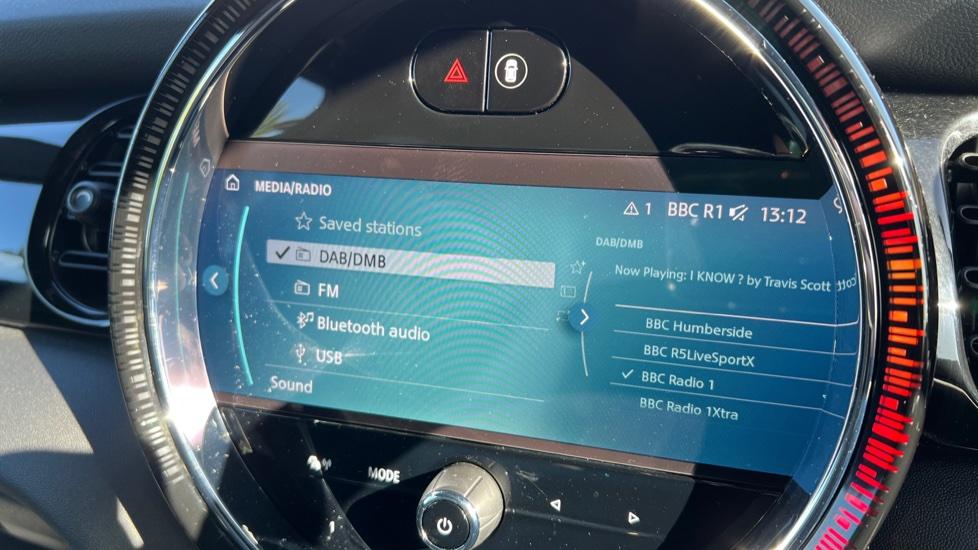 MEDIA/RADIO
1 BBC R1 13:12
Saved stations
DAB/DMB
FM
Bluetooth audio
USB
Sound
DAB/DMB
Now Playing: I KNOW ? by Travis Scott
BBC Humberside
BBC R5LiveSportX
BBC Radio 1
BBC Radio 1Xtra
MODE